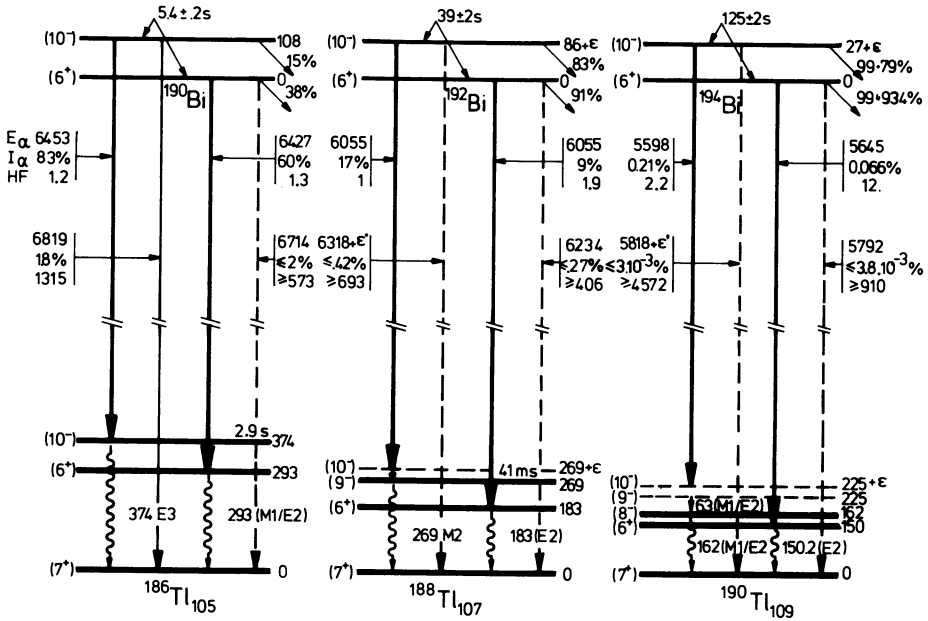 5.4±.2s
(10⁻) 108
15%
(6⁺) 0
38%
¹⁹⁰Bi
Eα 6453
Iα 83%
HF 1.2
6427
60%
1.3
6819
18%
1315
6714
≤2%
≥573
2.9 s
(10⁻) 374
(6⁺) 293
374 E3
293 (M1/E2)
(7⁺) 0
¹⁸⁶Tl₁₀₅
39±2s
(10⁻) 86+ε
83%
(6⁺) 0
91%
¹⁹²Bi
6055
17%
1
6055
9%
1.9
6318+ε'
≤.42%
≥693
6234
≤.27%
≥406
(10⁻) 269+ε
41 ms
(9⁻) 269
(6⁺) 183
269 M2
183 (E2)
(7⁺) 0
¹⁸⁸Tl₁₀₇
125±2s
(10⁻) 27+ε
99·79%
(6⁺) 0
99·934%
¹⁹⁴Bi
5598
0.21%
2.2
5645
0.066%
12.
5818+ε'
≤3.10⁻³%
≥4572
5792
≤3.8.10⁻³%
≥910
(10⁻) 225+ε
(9⁻) 225
63(M1/E2)
(8⁻) 162
(6⁺) 150
162(M1/E2)
150.2(E2)
(7⁺) 0
¹⁹⁰Tl₁₀₉